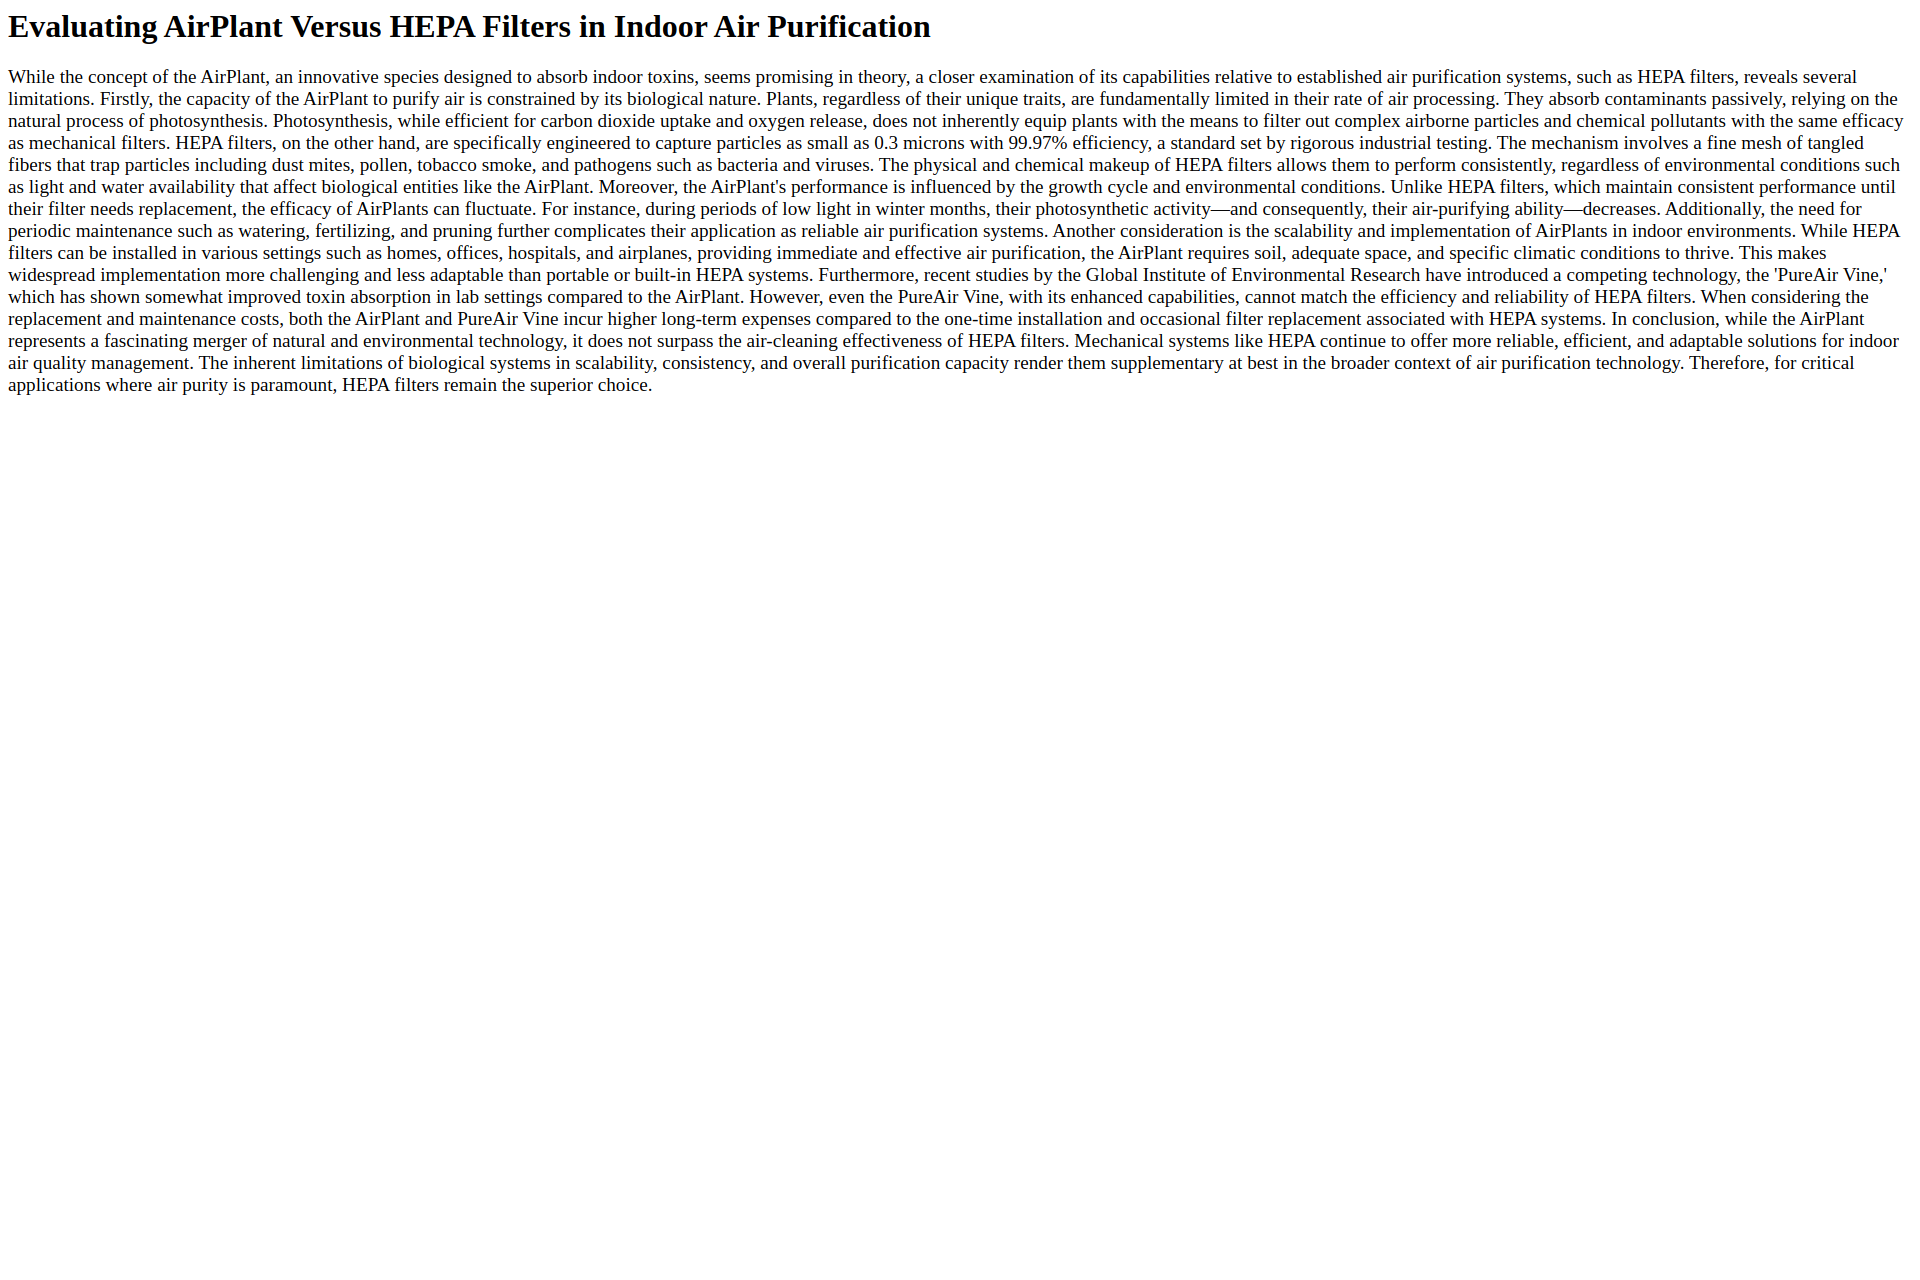 Evaluating AirPlant Versus HEPA Filters in Indoor Air Purification
While the concept of the AirPlant, an innovative species designed to absorb indoor toxins, seems promising in theory, a closer examination of its capabilities relative to established air purification systems, such as HEPA filters, reveals several
limitations. Firstly, the capacity of the AirPlant to purify air is constrained by its biological nature. Plants, regardless of their unique traits, are fundamentally limited in their rate of air processing. They absorb contaminants passively, relying on the
natural process of photosynthesis. Photosynthesis, while efficient for carbon dioxide uptake and oxygen release, does not inherently equip plants with the means to filter out complex airborne particles and chemical pollutants with the same efficacy
as mechanical filters. HEPA filters, on the other hand, are specifically engineered to capture particles as small as 0.3 microns with 99.97% efficiency, a standard set by rigorous industrial testing. The mechanism involves a fine mesh of tangled
fibers that trap particles including dust mites, pollen, tobacco smoke, and pathogens such as bacteria and viruses. The physical and chemical makeup of HEPA filters allows them to perform consistently, regardless of environmental conditions such
as light and water availability that affect biological entities like the AirPlant. Moreover, the AirPlant's performance is influenced by the growth cycle and environmental conditions. Unlike HEPA filters, which maintain consistent performance until
their filter needs replacement, the efficacy of AirPlants can fluctuate. For instance, during periods of low light in winter months, their photosynthetic activity—and consequently, their air-purifying ability—decreases. Additionally, the need for
periodic maintenance such as watering, fertilizing, and pruning further complicates their application as reliable air purification systems. Another consideration is the scalability and implementation of AirPlants in indoor environments. While HEPA
filters can be installed in various settings such as homes, offices, hospitals, and airplanes, providing immediate and effective air purification, the AirPlant requires soil, adequate space, and specific climatic conditions to thrive. This makes
widespread implementation more challenging and less adaptable than portable or built-in HEPA systems. Furthermore, recent studies by the Global Institute of Environmental Research have introduced a competing technology, the 'PureAir Vine,'
which has shown somewhat improved toxin absorption in lab settings compared to the AirPlant. However, even the PureAir Vine, with its enhanced capabilities, cannot match the efficiency and reliability of HEPA filters. When considering the
replacement and maintenance costs, both the AirPlant and PureAir Vine incur higher long-term expenses compared to the one-time installation and occasional filter replacement associated with HEPA systems. In conclusion, while the AirPlant
represents a fascinating merger of natural and environmental technology, it does not surpass the air-cleaning effectiveness of HEPA filters. Mechanical systems like HEPA continue to offer more reliable, efficient, and adaptable solutions for indoor
air quality management. The inherent limitations of biological systems in scalability, consistency, and overall purification capacity render them supplementary at best in the broader context of air purification technology. Therefore, for critical
applications where air purity is paramount, HEPA filters remain the superior choice.